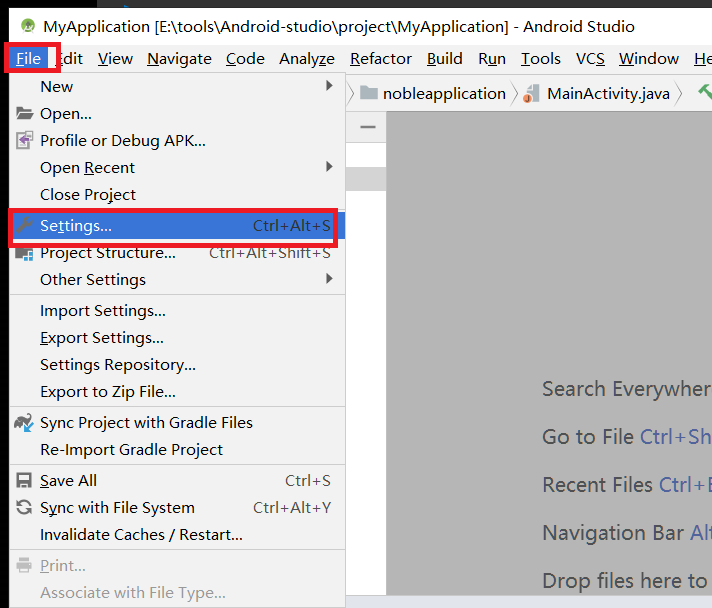 MyApplication [E:\tools\Android-studio\project\MyApplication] - Android Studio
File Edit View Navigate Code Analyze Refactor Build Run Tools VCS Window He
nobleapplication MainActivity.java
New
Open...
Profile or Debug APK...
Open Recent
Close Project
Settings... Ctrl+Alt+S
Project Structure... Ctrl+Alt+Shift+S
Other Settings
Import Settings...
Export Settings...
Settings Repository...
Export to Zip File...
Sync Project with Gradle Files
Re-Import Gradle Project
Save All Ctrl+S
Sync with File System Ctrl+Alt+Y
Invalidate Caches / Restart...
Print...
Associate with File Type...
Search Everywher
Go to File Ctrl+Sh
Recent Files Ctrl+E
Navigation Bar Al
Drop files here to